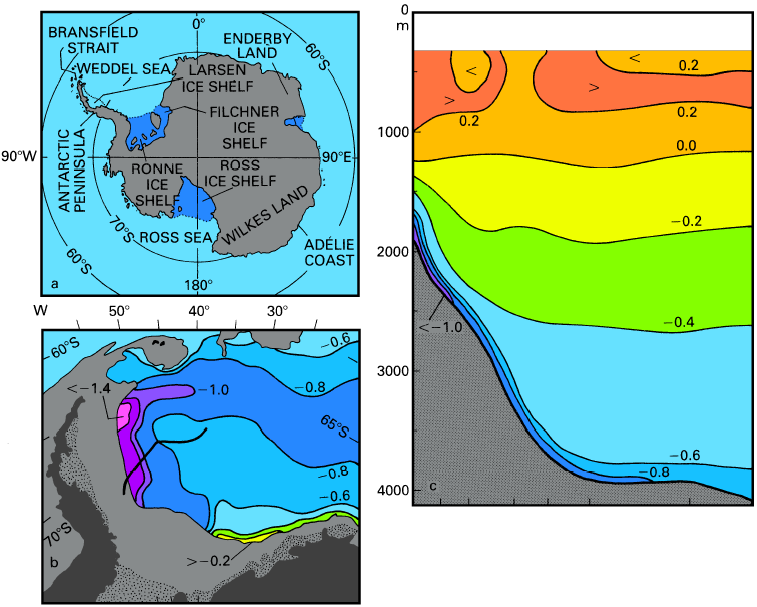 0°
BRANSFIELD
STRAIT
ENDERBY
LAND
60°S
WEDDEL SEA
LARSEN
ICE SHELF
FILCHNER
ICE
SHELF
ANTARCTIC
PENINSULA
90°W
90°E
RONNE
ICE
SHELF
ROSS
ICE SHELF
WILKES LAND
70°S
ROSS SEA
ADÉLIE
COAST
60°S
180°
a
W
50°
40°
30°
60°S
-0.6
<-1.4
-1.0
-0.8
65°S
-0.8
-0.6
70°S
>-0.2
b
0
m
<
<
0.2
>
>
0.2
0.2
1000
0.0
-0.2
2000
-0.4
<-1.0
3000
-0.6
-0.8
4000
c